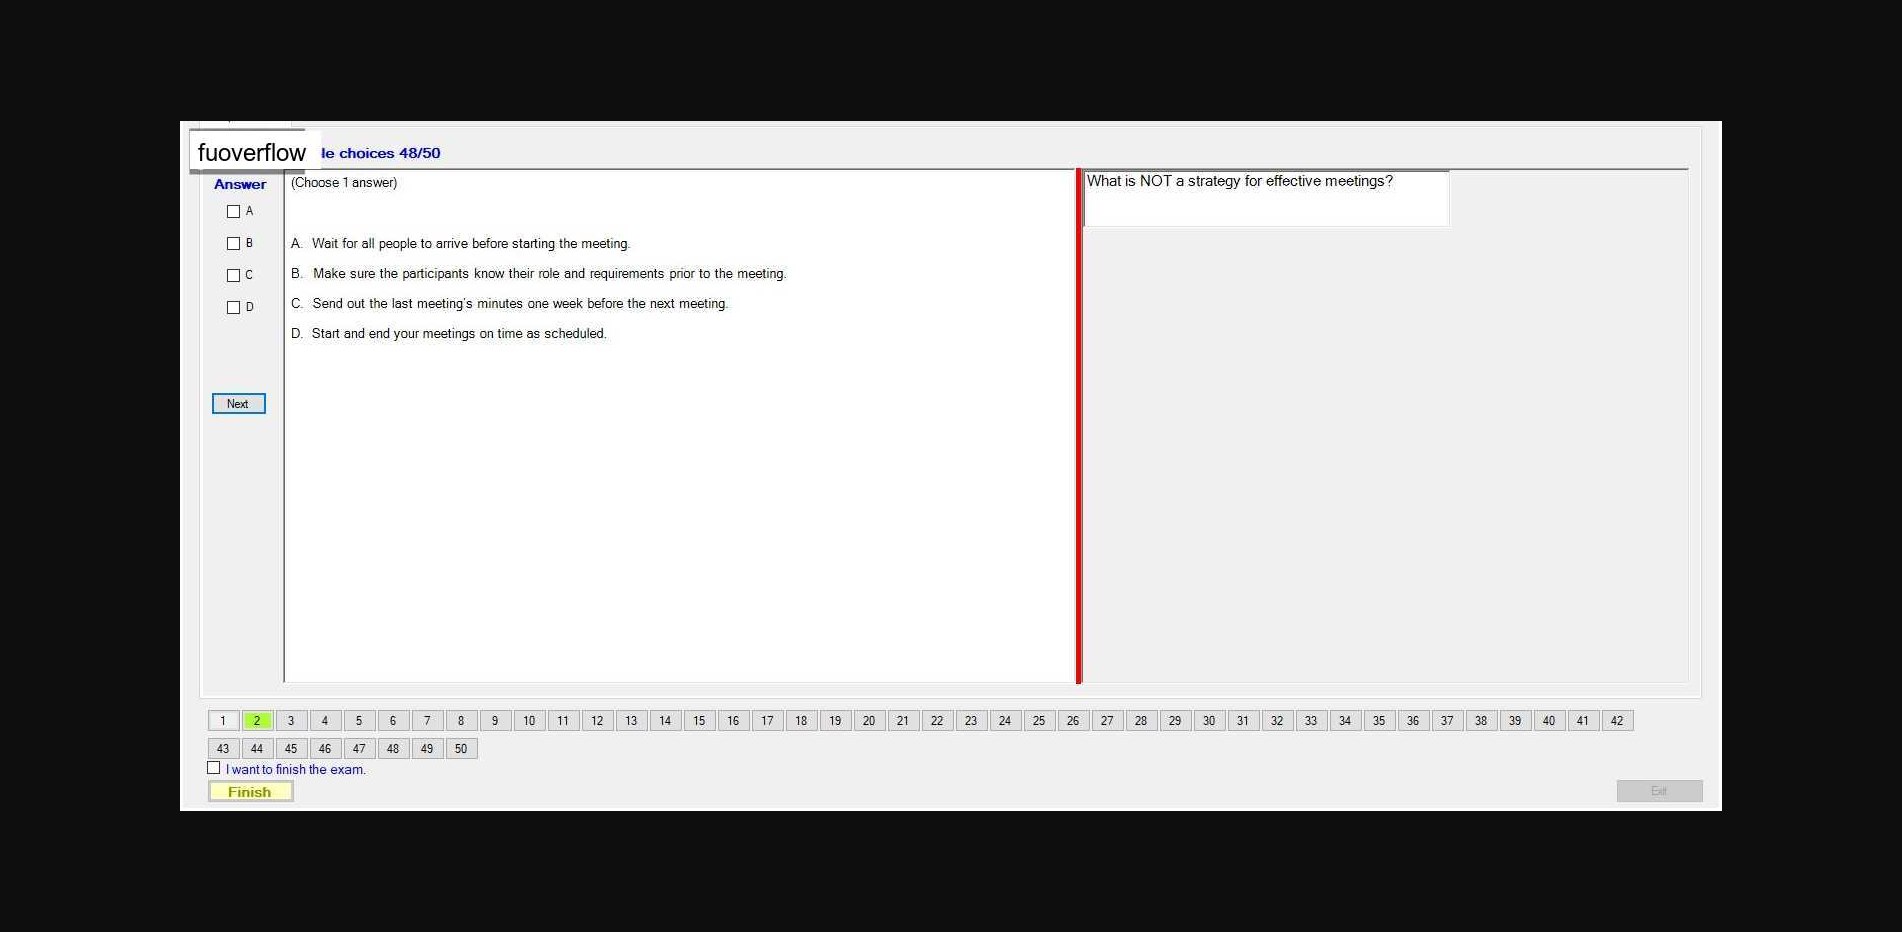 fuoverflow
le choices 48/50
Answer
(Choose 1 answer)
What is NOT a strategy for effective meetings?
A
B
C
D
A. Wait for all people to arrive before starting the meeting.
B. Make sure the participants know their role and requirements prior to the meeting.
C. Send out the last meeting's minutes one week before the next meeting.
D. Start and end your meetings on time as scheduled.
Next
1 2 3 4 5 6 7 8 9 10 11 12 13 14 15 16 17 18 19 20 21 22 23 24 25 26 27 28 29 30 31 32 33 34 35 36 37 38 39 40 41 42
43 44 45 46 47 48 49 50
I want to finish the exam.
Finish
Exit